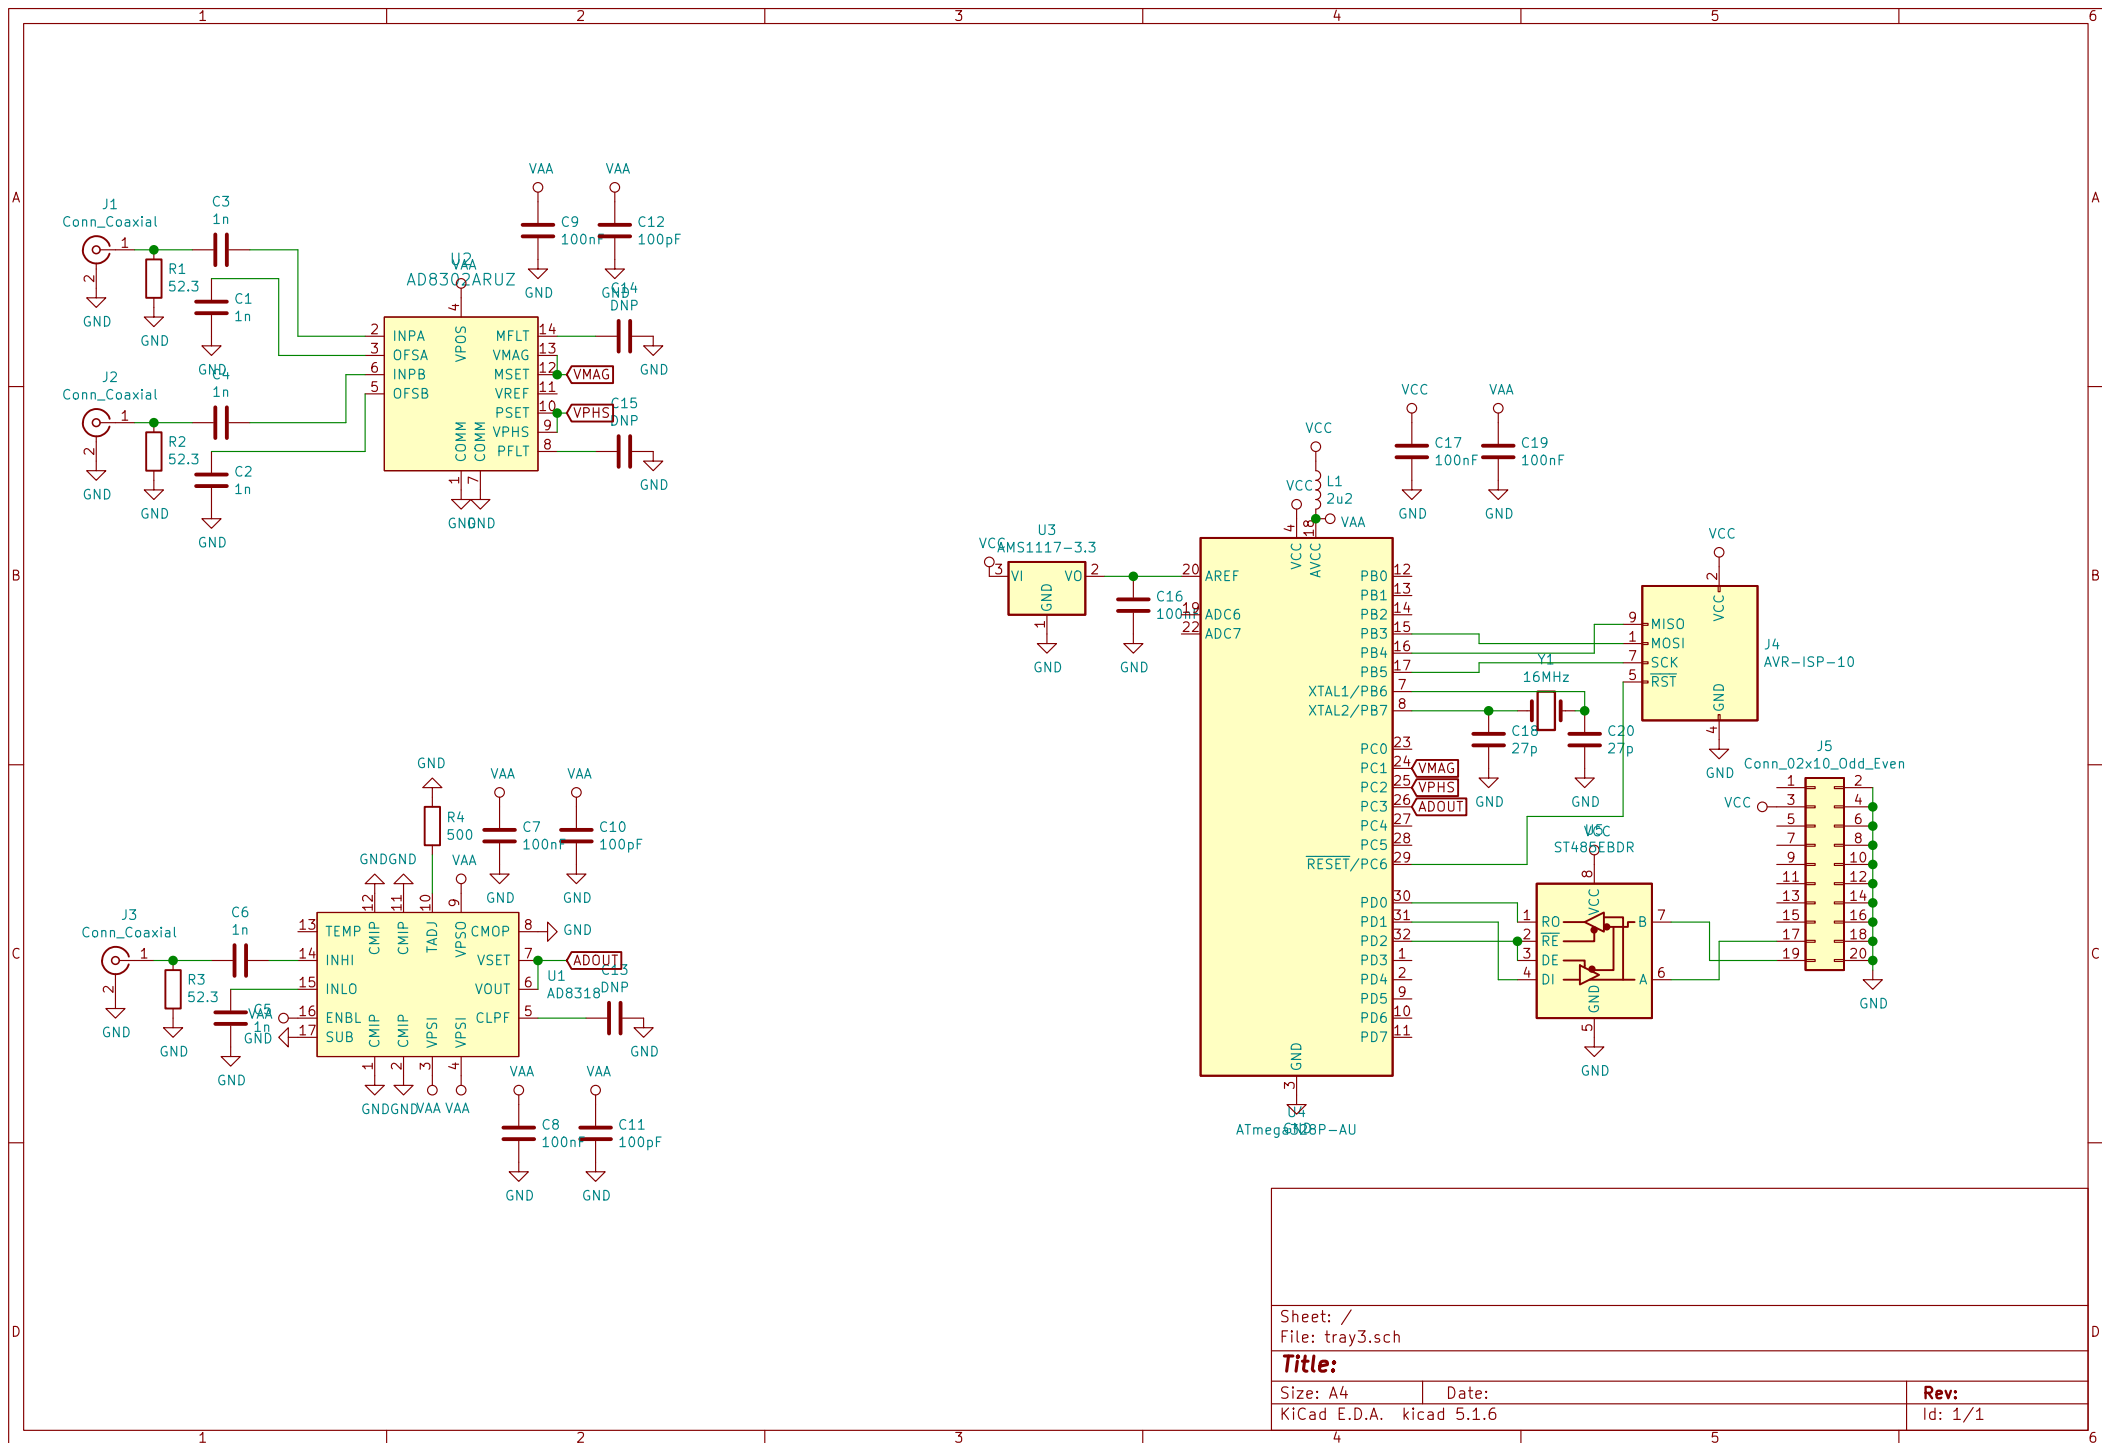 1 2 3 4 5 6
A
B
C
D
A
B
C
D
1 2 3 4 5 6
J1
Conn_Coaxial
1
2
GND
R1
52.3
GND
C3
1n
C1
1n
GND
J2
Conn_Coaxial
1
2
GND
R2
52.3
GND
C4
1n
C2
1n
GND
VAA
C9
100nF
GND
VAA
C12
100pF
GND
U2
VAA
AD8302ARUZ
4
VPOS
2 INPA
3 OFSA
6 INPB
5 OFSB
MFLT 14
VMAG 13
MSET 12
VREF 11
PSET 10
VPHS 9
PFLT 8
COMM
COMM
1
7
GND
GND
VMAG
VPHS
C14
DNP
GND
C15
DNP
GND
J3
Conn_Coaxial
1
2
GND
R3
52.3
GND
C6
1n
C5
1n
GND
VAA
GND
GND
R4
500
VAA
C7
100nF
GND
VAA
C10
100pF
GND
GND
GND
VAA
12
11
10
9
CMIP
CMIP
TADJ
VPSO
13 TEMP
14 INHI
15 INLO
16 ENBL
17 SUB
CMOP 8
GND
VSET 7
VOUT 6
CLPF 5
ADOUT
U1
AD8318
C13
DNP
GND
CMIP
CMIP
VPSI
VPSI
1
2
3
4
GND
GND
VAA
VAA
VAA
C8
100nF
GND
VAA
C11
100pF
GND
U3
AMS1117-3.3
VCC
3 VI
VO 2
GND
1
GND
C16
100nF
GND
VCC
L1
2u2
VAA
VCC
4
18
VCC
AVCC
20 AREF
19 ADC6
22 ADC7
PB0 12
PB1 13
PB2 14
PB3 15
PB4 16
PB5 17
XTAL1/PB6 7
XTAL2/PB7 8
PC0 23
PC1 24
PC2 25
PC3 26
PC4 27
PC5 28
RESET/PC6 29
PD0 30
PD1 31
PD2 32
PD3 1
PD4 2
PD5 9
PD6 10
PD7 11
VMAG
VPHS
ADOUT
GND
3
U4
GND
ATmega328P-AU
VCC
C17
100nF
GND
VAA
C19
100nF
GND
Y1
16MHz
C18
27p
GND
C20
27p
GND
VCC
2
VCC
9 MISO
1 MOSI
7 SCK
5 RST
GND
4
GND
J4
AVR-ISP-10
U5
VCC
ST485EBDR
8
VCC
1 RO
2 RE
3 DE
4 DI
B 7
A 6
GND
5
GND
J5
Conn_02x10_Odd_Even
VCC
1 2
3 4
5 6
7 8
9 10
11 12
13 14
15 16
17 18
19 20
GND
Sheet: /
File: tray3.sch
Title:
Size: A4 Date: Rev:
KiCad E.D.A. kicad 5.1.6 Id: 1/1